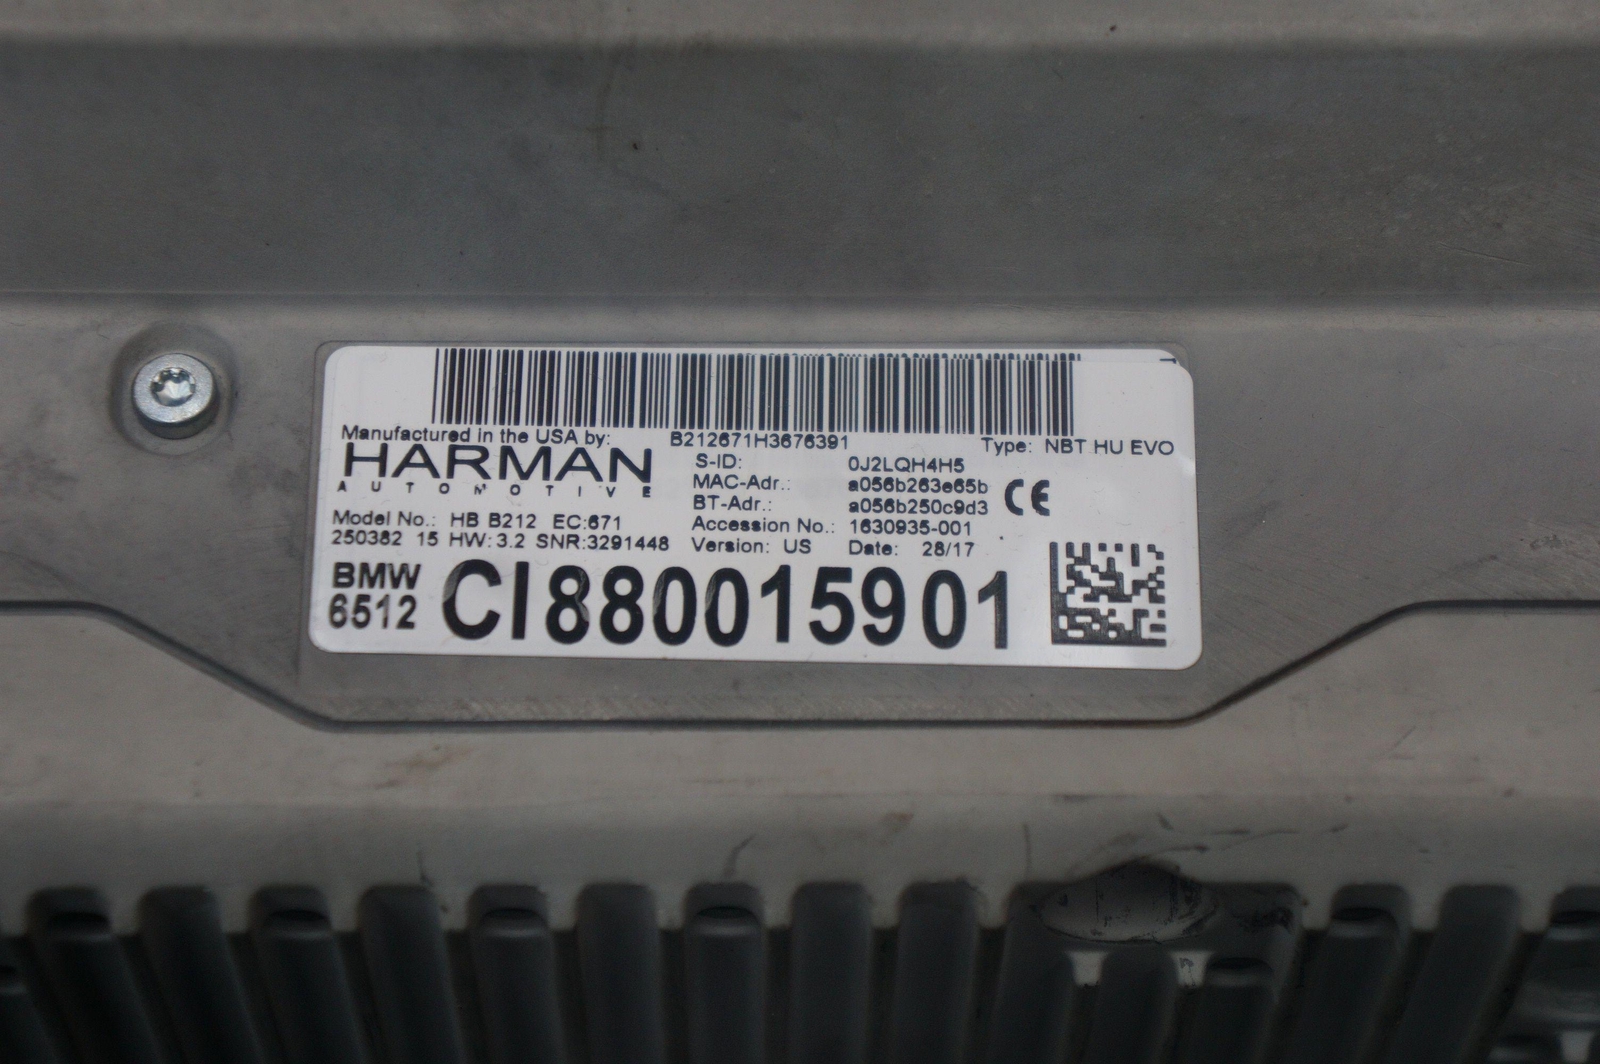 Manufactured in the USA by: B212671H3676391 Type: NBT HU EVO
HARMAN
AUTOMOTIVE
S-ID: 0J2LQH4H5
MAC-Adr.: a056b263e65b
BT-Adr.: a056b250c9d3
CE
Model No.: HB B212 EC:671 Accession No.: 1630935-001
250382 15 HW:3.2 SNR:3291448 Version: US Date: 28/17
BMW
6512
CI880015901